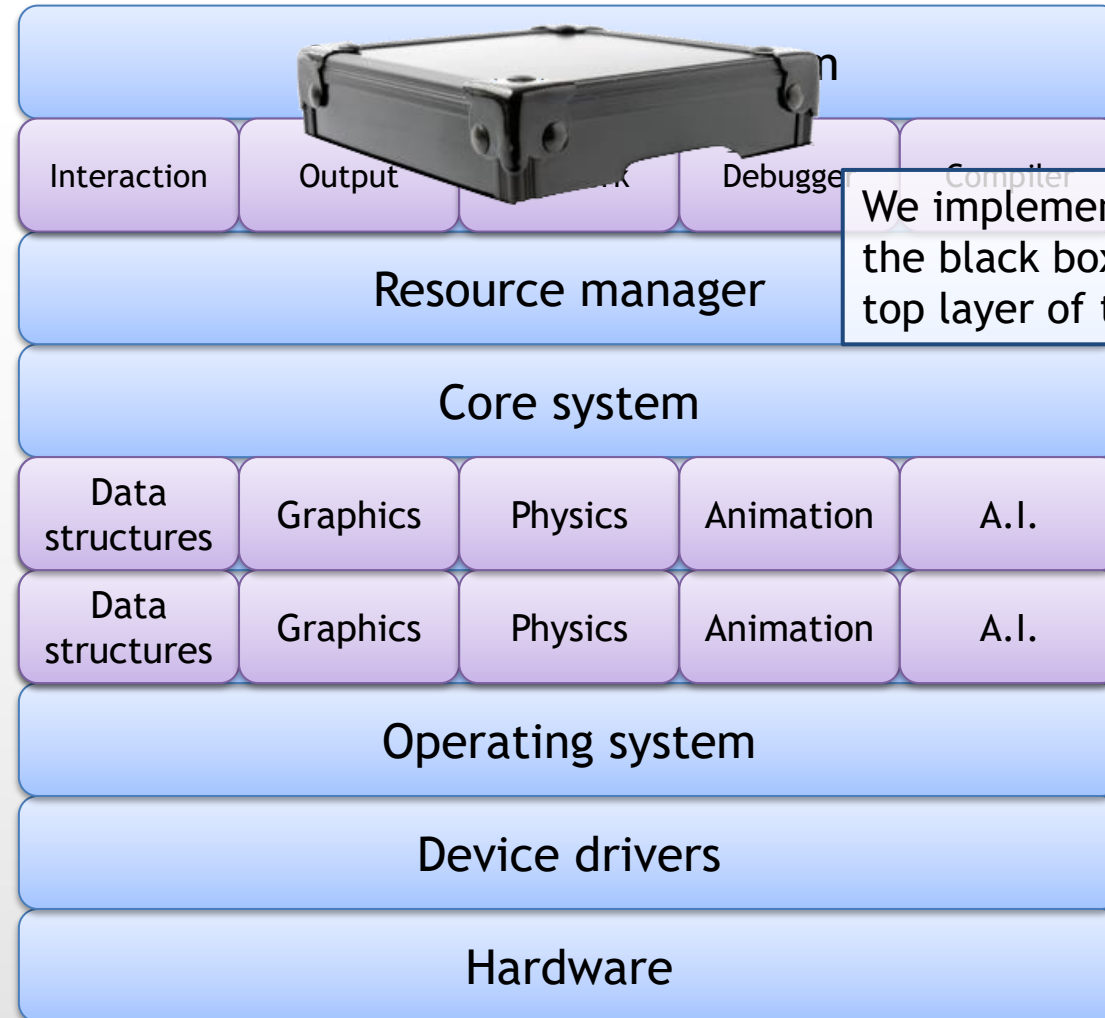 Interaction
Output
Debugger
Compiler
We implemen
the black box
top layer of t
Resource manager
Core system
Data
structures
Graphics
Physics
Animation
A.I.
Data
structures
Graphics
Physics
Animation
A.I.
Operating system
Device drivers
Hardware